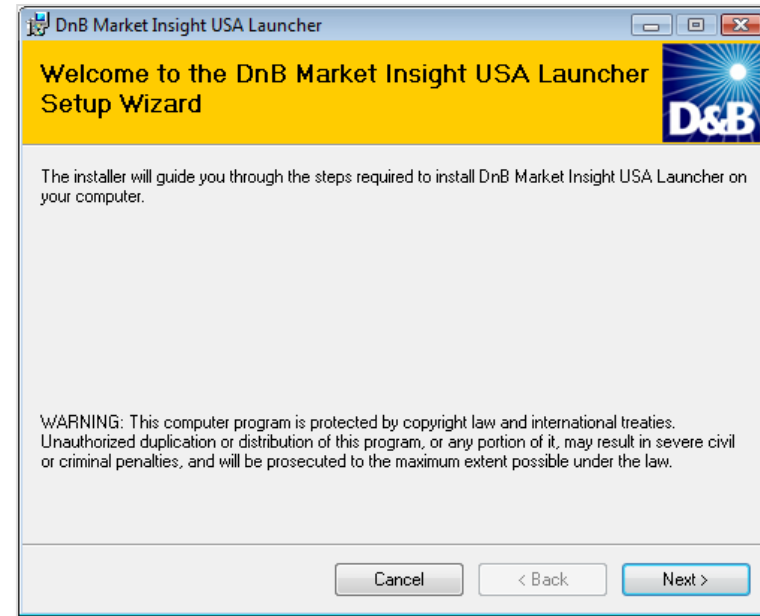 DnB Market Insight USA Launcher
Welcome to the DnB Market Insight USA Launcher
Setup Wizard
D&B
The installer will guide you through the steps required to install DnB Market Insight USA Launcher on
your computer.
WARNING: This computer program is protected by copyright law and international treaties.
Unauthorized duplication or distribution of this program, or any portion of it, may result in severe civil
or criminal penalties, and will be prosecuted to the maximum extent possible under the law.
Cancel
< Back
Next >